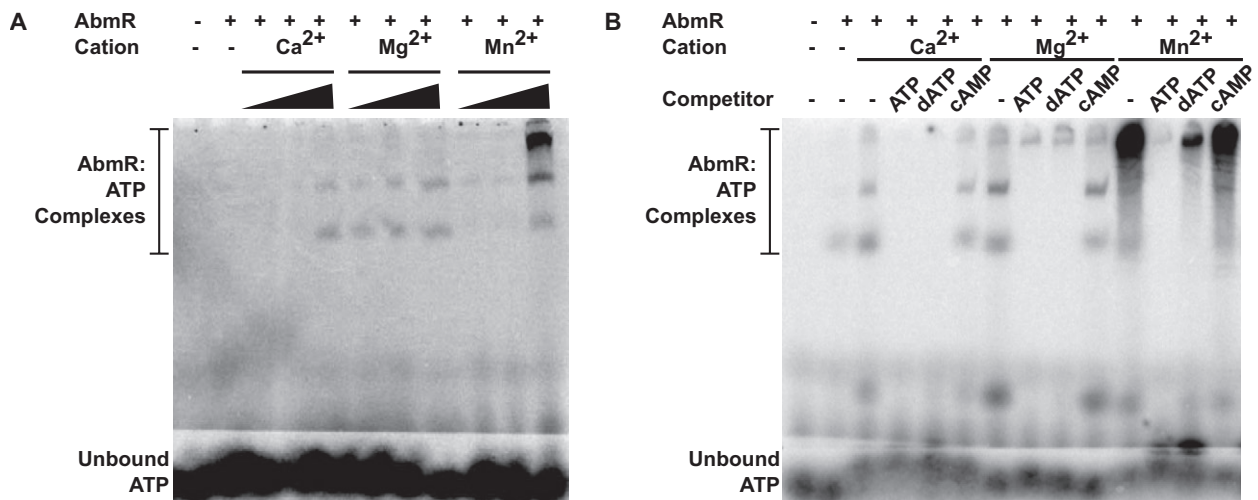 A
AbmR - + + + + + + + + + +
Cation - - Ca2+ Mg2+ Mn2+
AbmR:
ATP
Complexes
Unbound
ATP
B
AbmR - + + + + + + + + + + + + +
Cation - - Ca2+ Mg2+ Mn2+
Competitor - - - ATP dATP cAMP - ATP dATP cAMP - ATP dATP cAMP
AbmR:
ATP
Complexes
Unbound
ATP